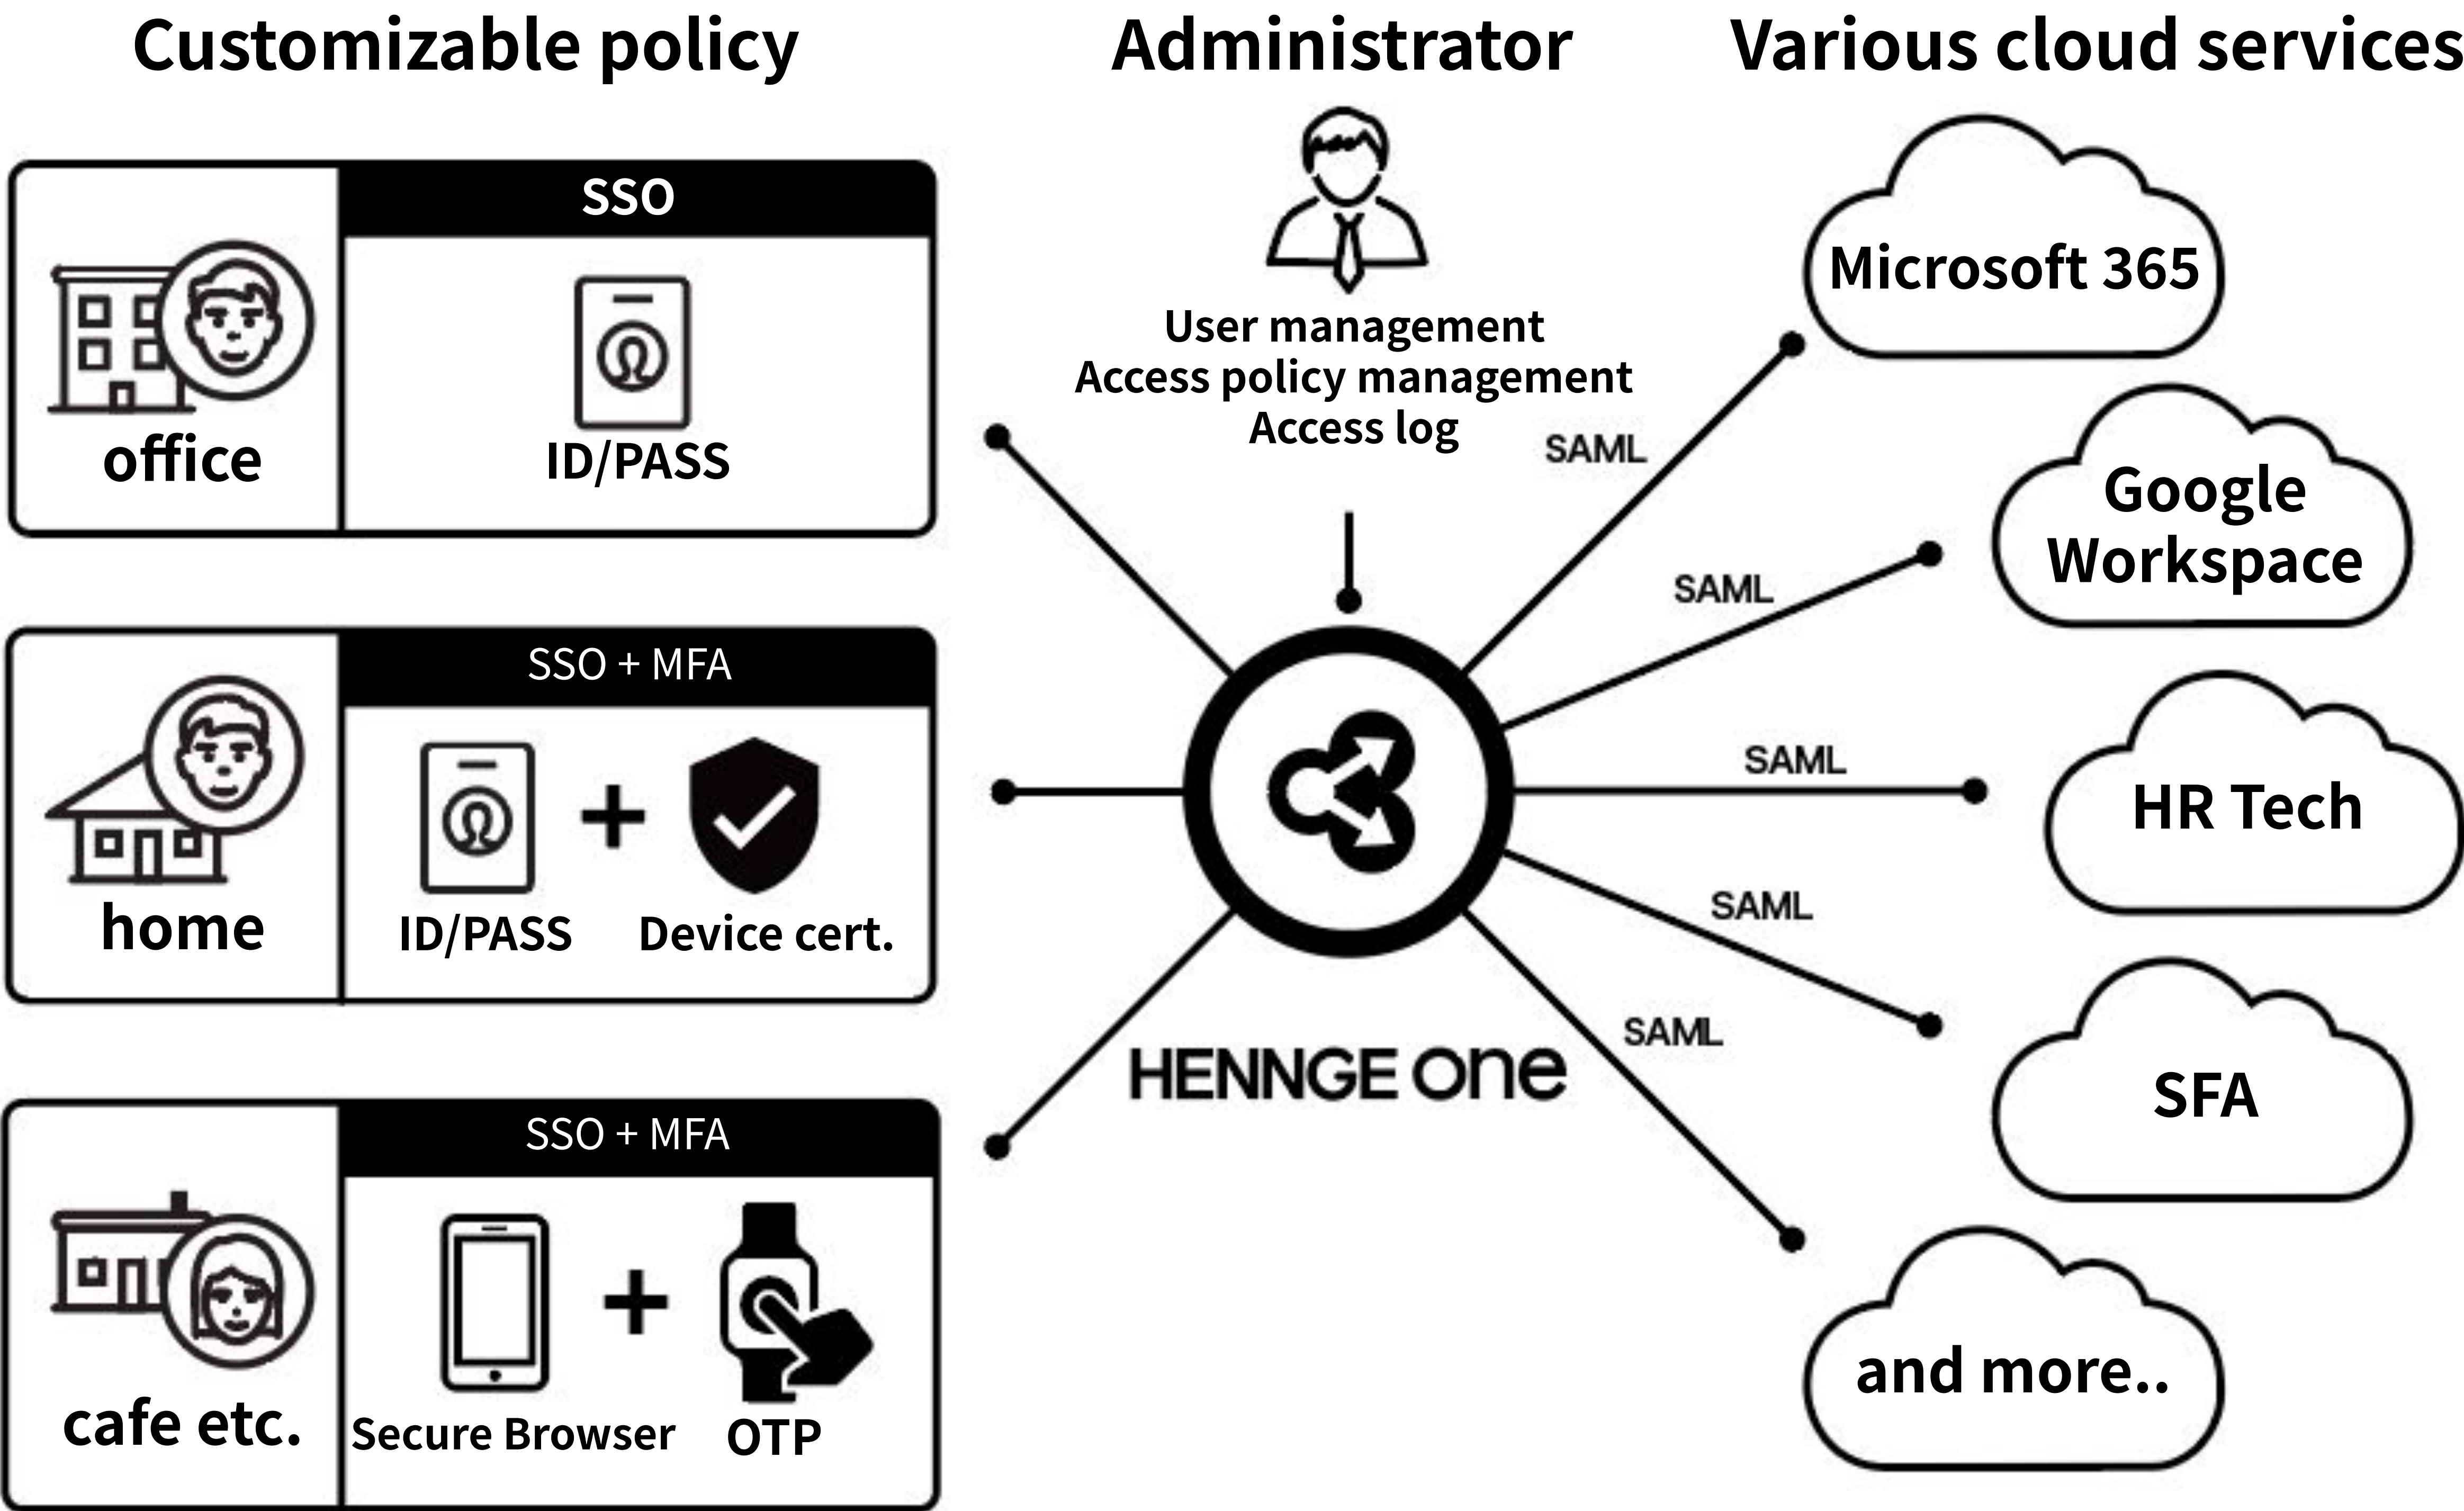 Customizable policy
Administrator
Various cloud services
SSO
office
ID/PASS
SSO + MFA
home
ID/PASS
Device cert.
SSO + MFA
cafe etc.
Secure Browser
OTP
User management
Access policy management
Access log
HENNGE one
SAML
SAML
SAML
SAML
SAML
Microsoft 365
Google
Workspace
HR Tech
SFA
and more..